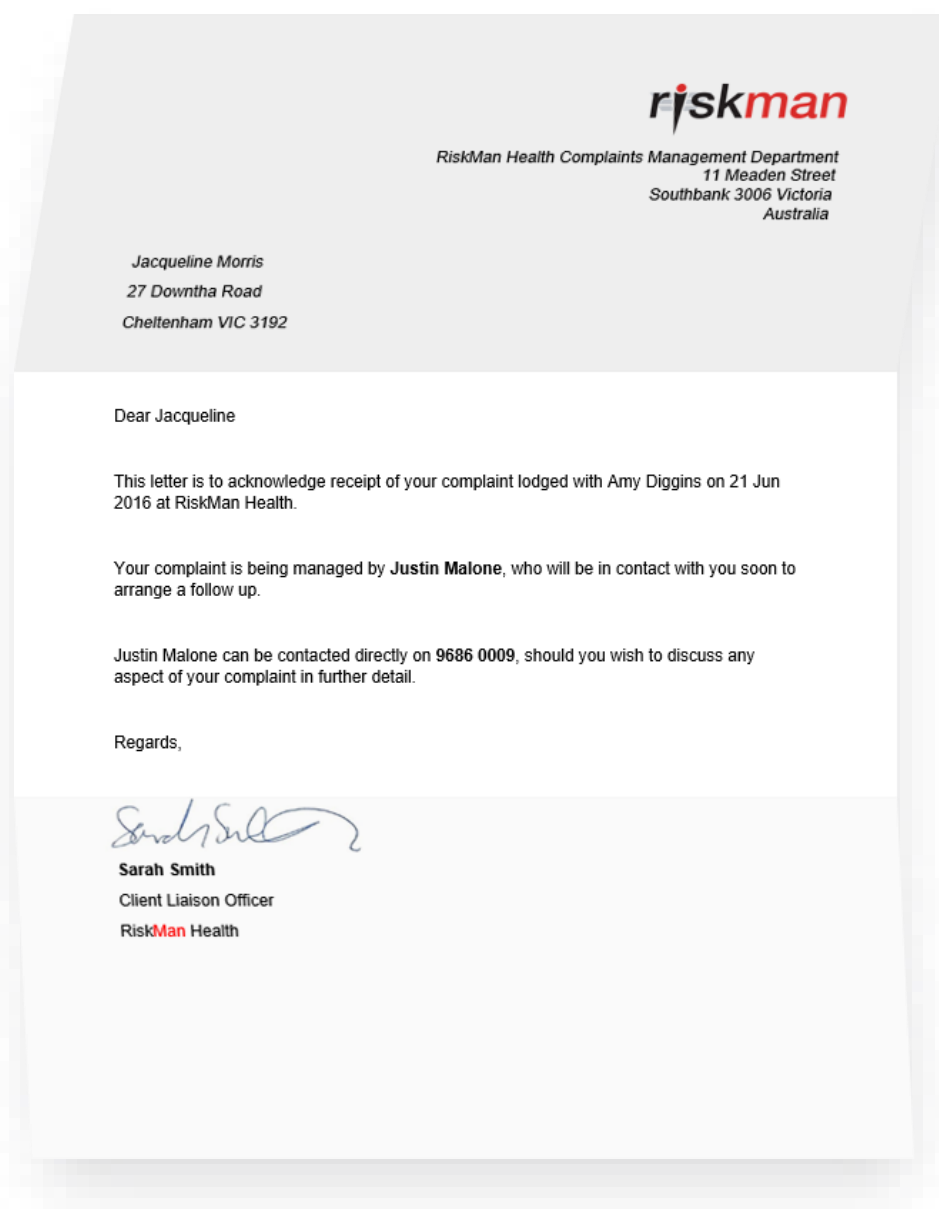 riskman
RiskMan Health Complaints Management Department
11 Meaden Street
Southbank 3006 Victoria
Australia
Jacqueline Morris
27 Downtha Road
Cheltenham VIC 3192
Dear Jacqueline
This letter is to acknowledge receipt of your complaint lodged with Amy Diggins on 21 Jun
2016 at RiskMan Health.
Your complaint is being managed by Justin Malone, who will be in contact with you soon to
arrange a follow up.
Justin Malone can be contacted directly on 9686 0009, should you wish to discuss any
aspect of your complaint in further detail.
Regards,
Sarah Smith
Client Liaison Officer
RiskMan Health